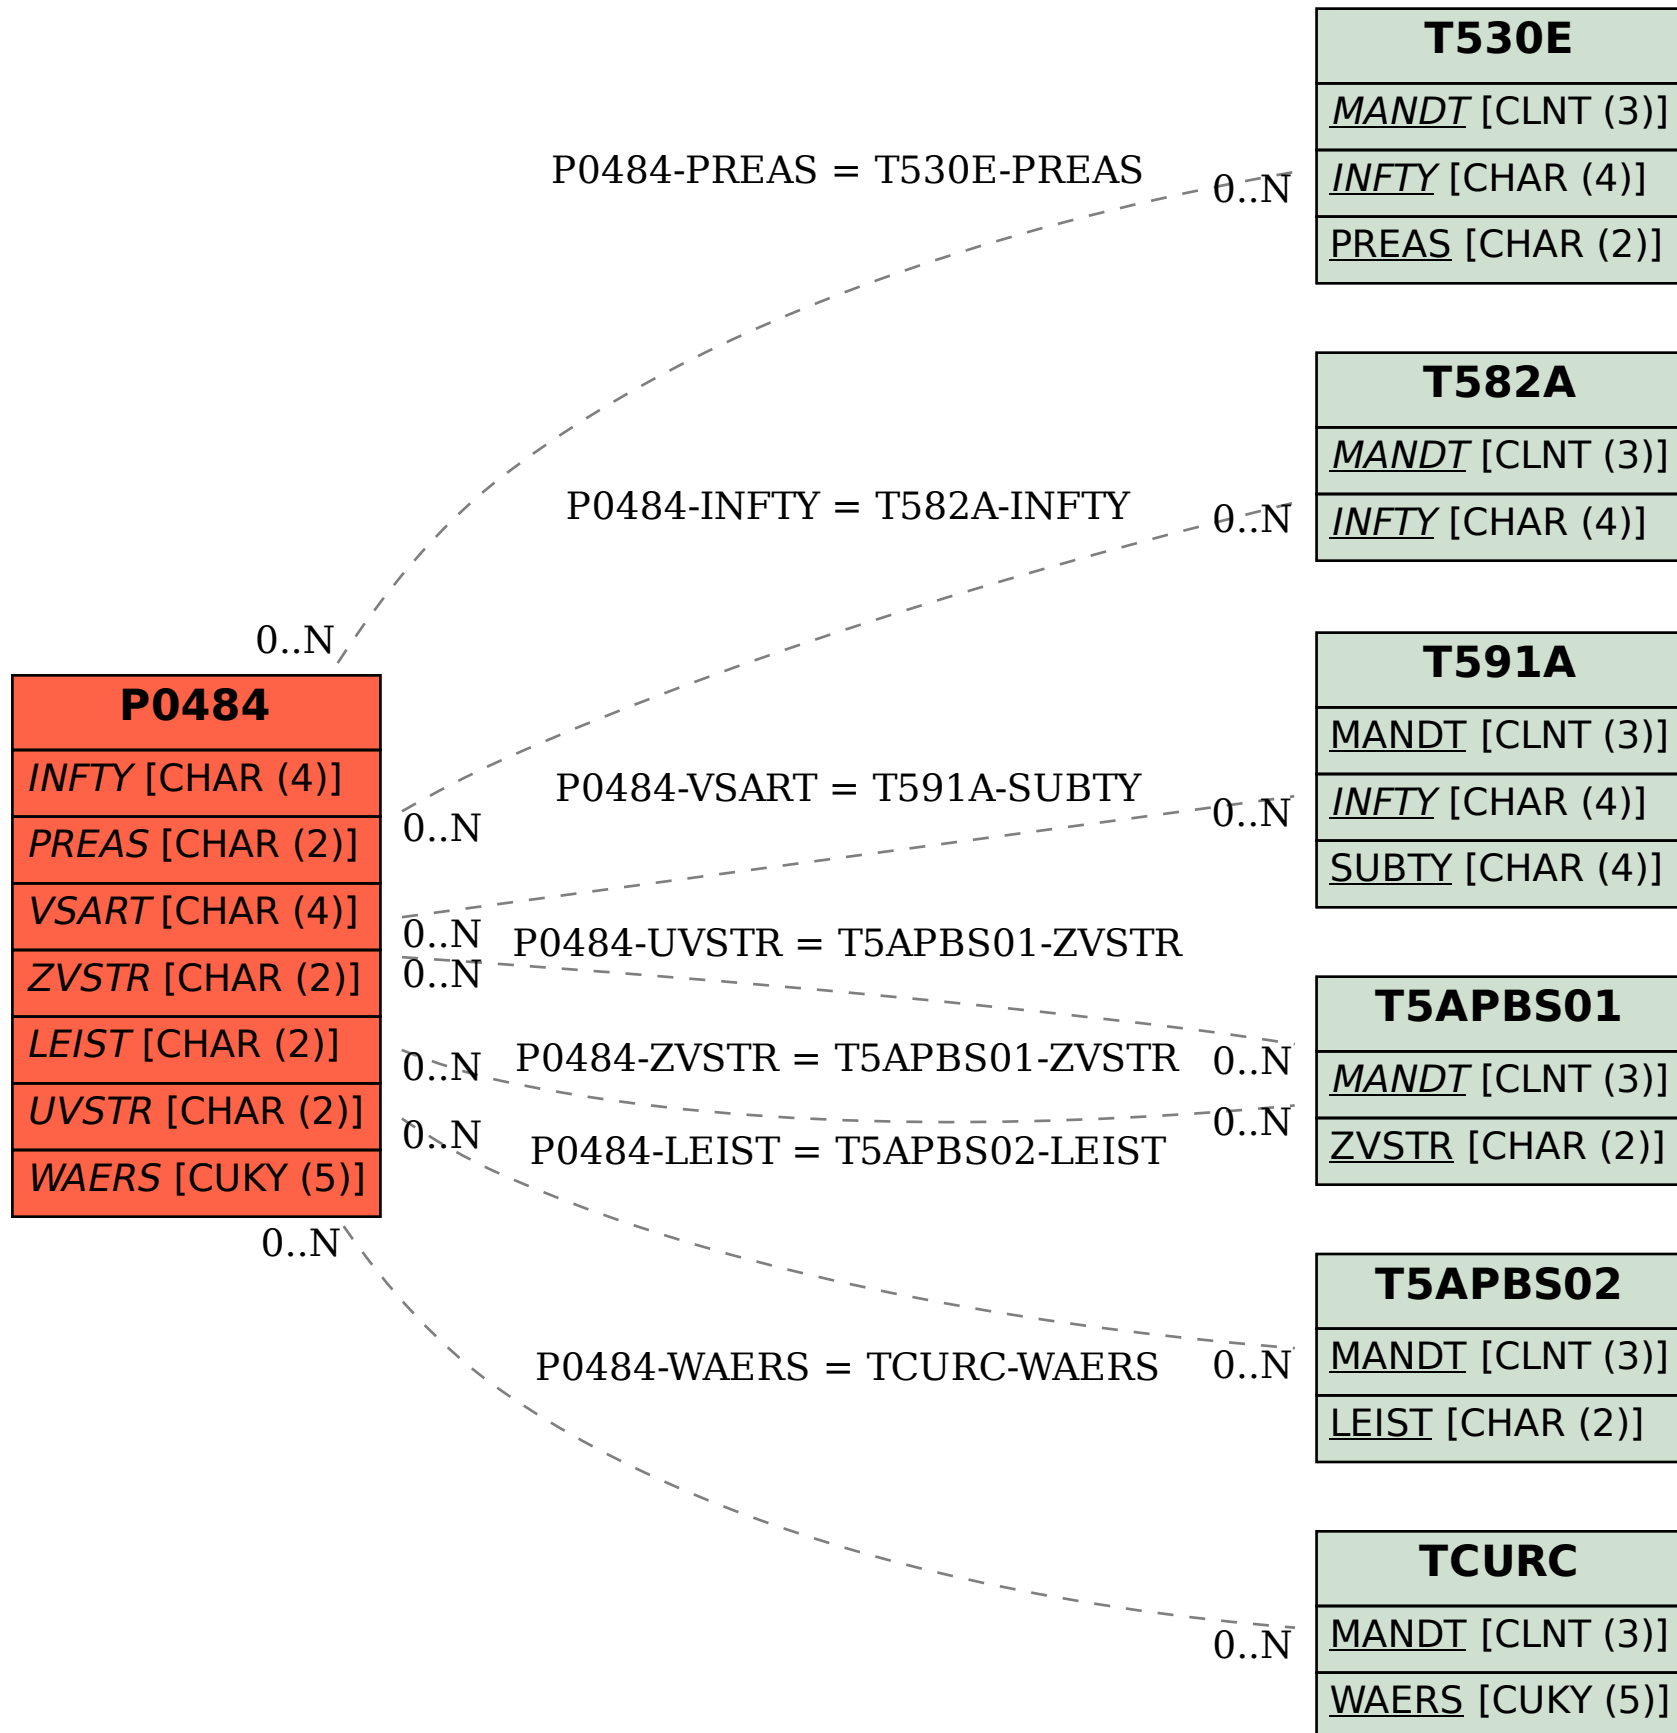 P0484
INFTY [CHAR (4)]
PREAS [CHAR (2)]
VSART [CHAR (4)]
ZVSTR [CHAR (2)]
LEIST [CHAR (2)]
UVSTR [CHAR (2)]
WAERS [CUKY (5)]
P0484-PREAS = T530E-PREAS
0..N
0..N
P0484-INFTY = T582A-INFTY
0..N
0..N
P0484-VSART = T591A-SUBTY
0..N
0..N
P0484-UVSTR = T5APBS01-ZVSTR
0..N
0..N
P0484-ZVSTR = T5APBS01-ZVSTR
0..N
0..N
P0484-LEIST = T5APBS02-LEIST
0..N
0..N
P0484-WAERS = TCURC-WAERS
0..N
0..N
T530E
MANDT [CLNT (3)]
INFTY [CHAR (4)]
PREAS [CHAR (2)]
T582A
MANDT [CLNT (3)]
INFTY [CHAR (4)]
T591A
MANDT [CLNT (3)]
INFTY [CHAR (4)]
SUBTY [CHAR (4)]
T5APBS01
MANDT [CLNT (3)]
ZVSTR [CHAR (2)]
T5APBS02
MANDT [CLNT (3)]
LEIST [CHAR (2)]
TCURC
MANDT [CLNT (3)]
WAERS [CUKY (5)]